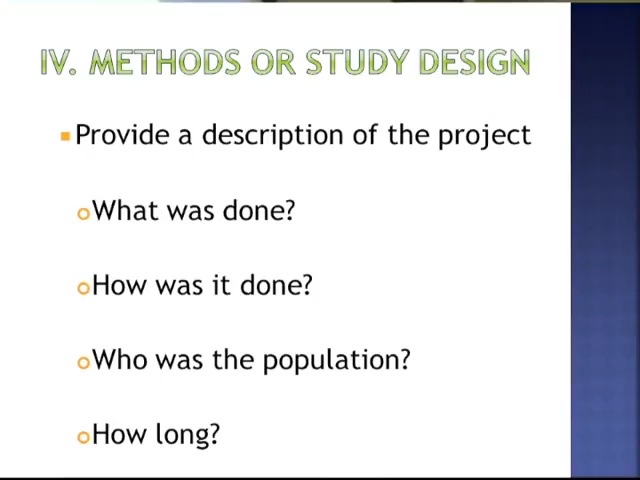 IV. METHODS OR STUDY DESIGN
Provide a description of the project
What was done?
How was it done?
Who was the population?
How long?